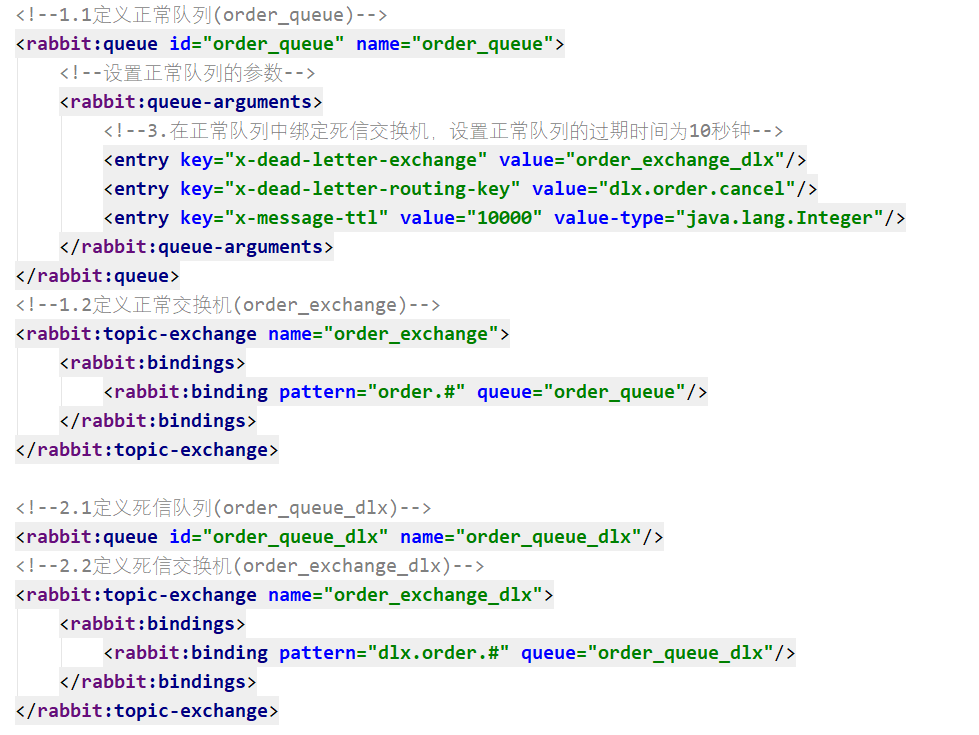 <!--1.1定义正常队列(order_queue)-->
<rabbit:queue id="order_queue" name="order_queue">
<!--设置正常队列的参数-->
<rabbit:queue-arguments>
<!--3.在正常队列中绑定死信交换机，设置正常队列的过期时间为10秒钟-->
<entry key="x-dead-letter-exchange" value="order_exchange_dlx"/>
<entry key="x-dead-letter-routing-key" value="dlx.order.cancel"/>
<entry key="x-message-ttl" value="10000" value-type="java.lang.Integer"/>
</rabbit:queue-arguments>
</rabbit:queue>
<!--1.2定义正常交换机(order_exchange)-->
<rabbit:topic-exchange name="order_exchange">
<rabbit:bindings>
<rabbit:binding pattern="order.#" queue="order_queue"/>
</rabbit:bindings>
</rabbit:topic-exchange>
<!--2.1定义死信队列(order_queue_dlx)-->
<rabbit:queue id="order_queue_dlx" name="order_queue_dlx"/>
<!--2.2定义死信交换机(order_exchange_dlx)-->
<rabbit:topic-exchange name="order_exchange_dlx">
<rabbit:bindings>
<rabbit:binding pattern="dlx.order.#" queue="order_queue_dlx"/>
</rabbit:bindings>
</rabbit:topic-exchange>